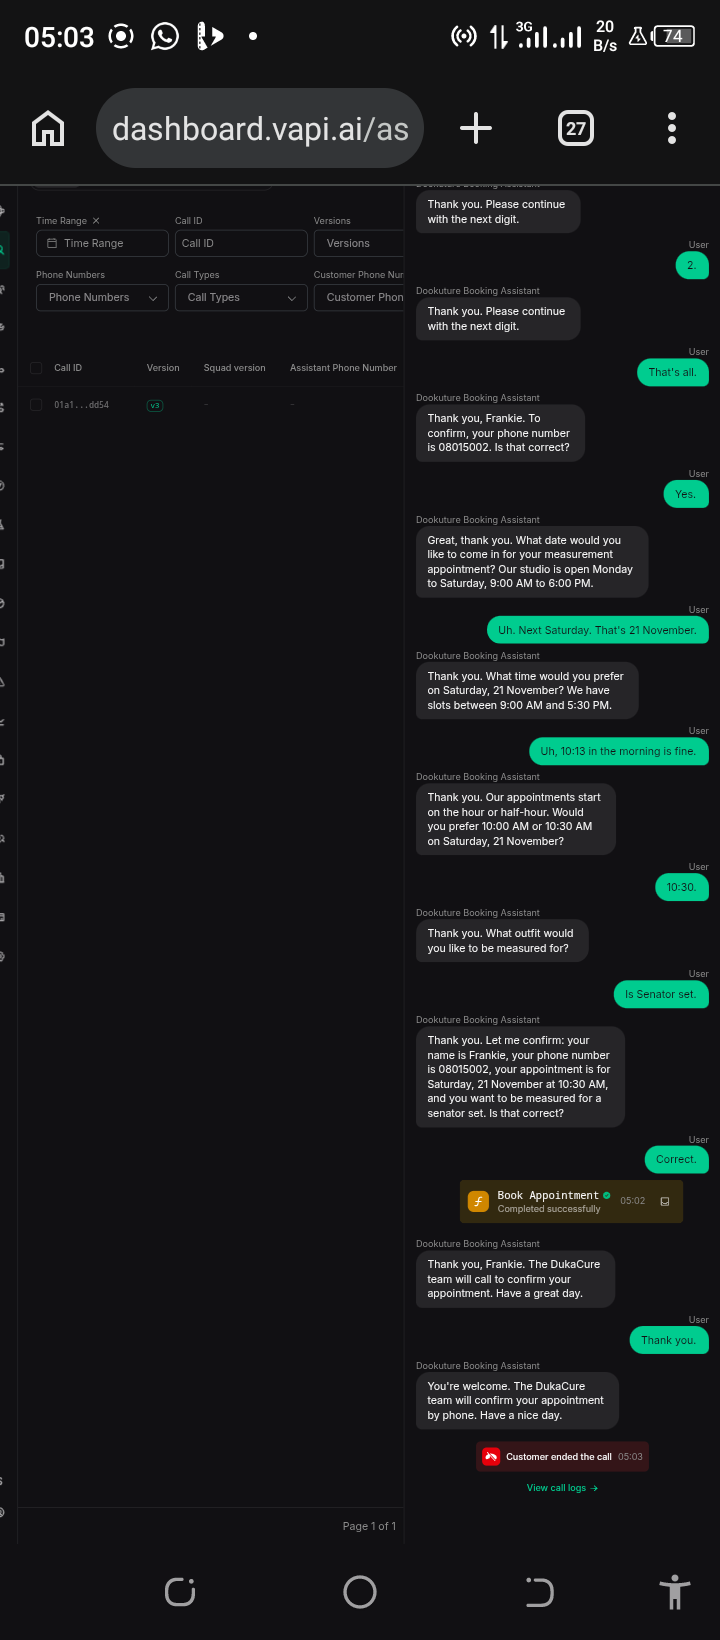 05:03
3G
20
B/s
74
dashboard.vapi.ai/as
27
Time Range ×
Call ID
Versions
Time Range
Call ID
Versions
Phone Numbers
Call Types
Customer Phone Nur
Phone Numbers
Call Types
Customer Phon
Call ID
Version
Squad version
Assistant Phone Number
01a1...dd54
v3
–
–
Page 1 of 1
Dookuture Booking Assistant
Thank you. Please continue
with the next digit.
User
2.
Dookuture Booking Assistant
Thank you. Please continue
with the next digit.
User
That's all.
Dookuture Booking Assistant
Thank you, Frankie. To
confirm, your phone number
is 08015002. Is that correct?
User
Yes.
Dookuture Booking Assistant
Great, thank you. What date would you
like to come in for your measurement
appointment? Our studio is open Monday
to Saturday, 9:00 AM to 6:00 PM.
User
Uh. Next Saturday. That's 21 November.
Dookuture Booking Assistant
Thank you. What time would you prefer
on Saturday, 21 November? We have
slots between 9:00 AM and 5:30 PM.
User
Uh, 10:13 in the morning is fine.
Dookuture Booking Assistant
Thank you. Our appointments start
on the hour or half-hour. Would
you prefer 10:00 AM or 10:30 AM
on Saturday, 21 November?
User
10:30.
Dookuture Booking Assistant
Thank you. What outfit would
you like to be measured for?
User
Is Senator set.
Dookuture Booking Assistant
Thank you. Let me confirm: your
name is Frankie, your phone number
is 08015002, your appointment is for
Saturday, 21 November at 10:30 AM,
and you want to be measured for a
senator set. Is that correct?
User
Correct.
Book Appointment
Completed successfully
05:02
Dookuture Booking Assistant
Thank you, Frankie. The DukaCure
team will call to confirm your
appointment. Have a great day.
User
Thank you.
Dookuture Booking Assistant
You're welcome. The DukaCure
team will confirm your appointment
by phone. Have a nice day.
Customer ended the call 05:03
View call logs →